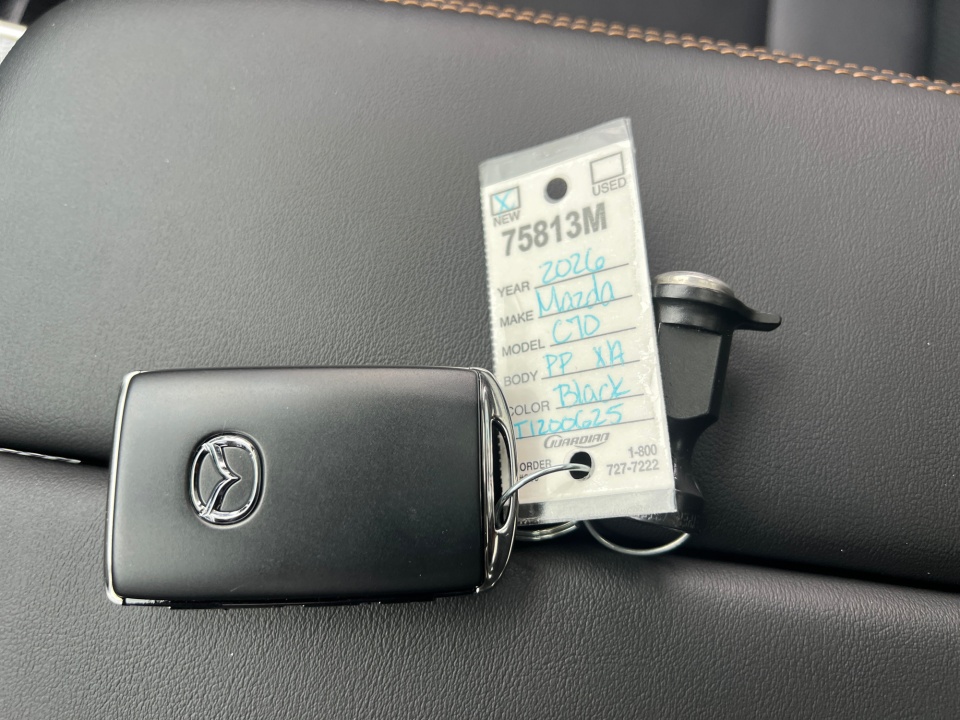 X
NEW USED
75813M
YEAR 2026
MAKE Mazda
MODEL C70
BODY PP XA
COLOR Black
T1200625
GUARDIAN
ORDER 1-800
727-7222